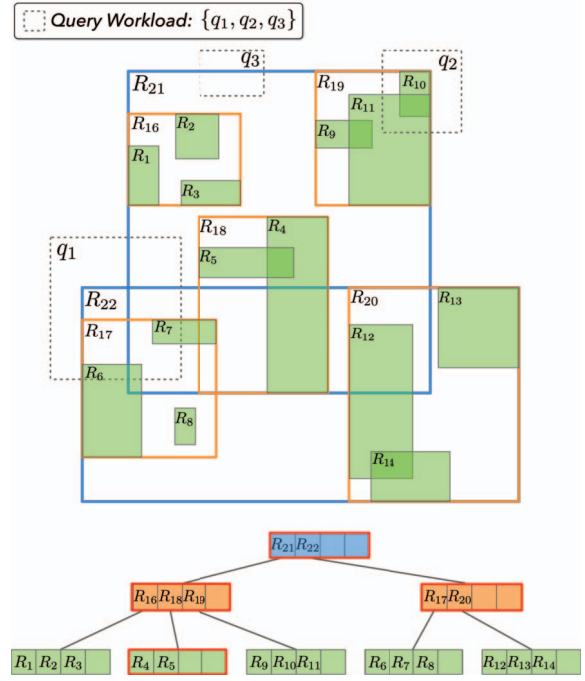 Query Workload: {q₁, q₂, q₃}
q₃
q₂
R₂₁
R₁₉
R₁₀
R₁₁
R₁₆
R₂
R₉
R₁
R₃
R₁₈
R₄
q₁
R₅
R₂₂
R₂₀
R₁₃
R₁₇
R₇
R₁₂
R₆
R₈
R₁₄
R₂₁ R₂₂
R₁₆ R₁₈ R₁₉
R₁₇ R₂₀
R₁ R₂ R₃
R₄ R₅
R₉ R₁₀ R₁₁
R₆ R₇ R₈
R₁₂ R₁₃ R₁₄